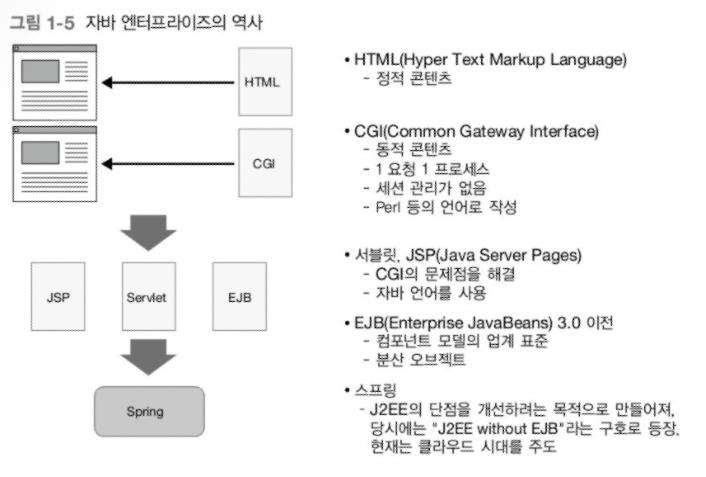 그림 1-5 자바 엔터프라이즈의 역사
HTML
CGI
JSP
Servlet
EJB
Spring
• HTML(Hyper Text Markup Language)
- 정적 콘텐츠
• CGI(Common Gateway Interface)
- 동적 콘텐츠
- 1 요청 1 프로세스
- 세션 관리가 없음
- Perl 등의 언어로 작성
• 서블릿, JSP(Java Server Pages)
- CGI의 문제점을 해결
- 자바 언어를 사용
• EJB(Enterprise JavaBeans) 3.0 이전
- 컴포넌트 모델의 업계 표준
- 분산 오브젝트
• 스프링
- J2EE의 단점을 개선하려는 목적으로 만들어져,
당시에는 "J2EE without EJB"라는 구호로 등장.
현재는 클라우드 시대를 주도